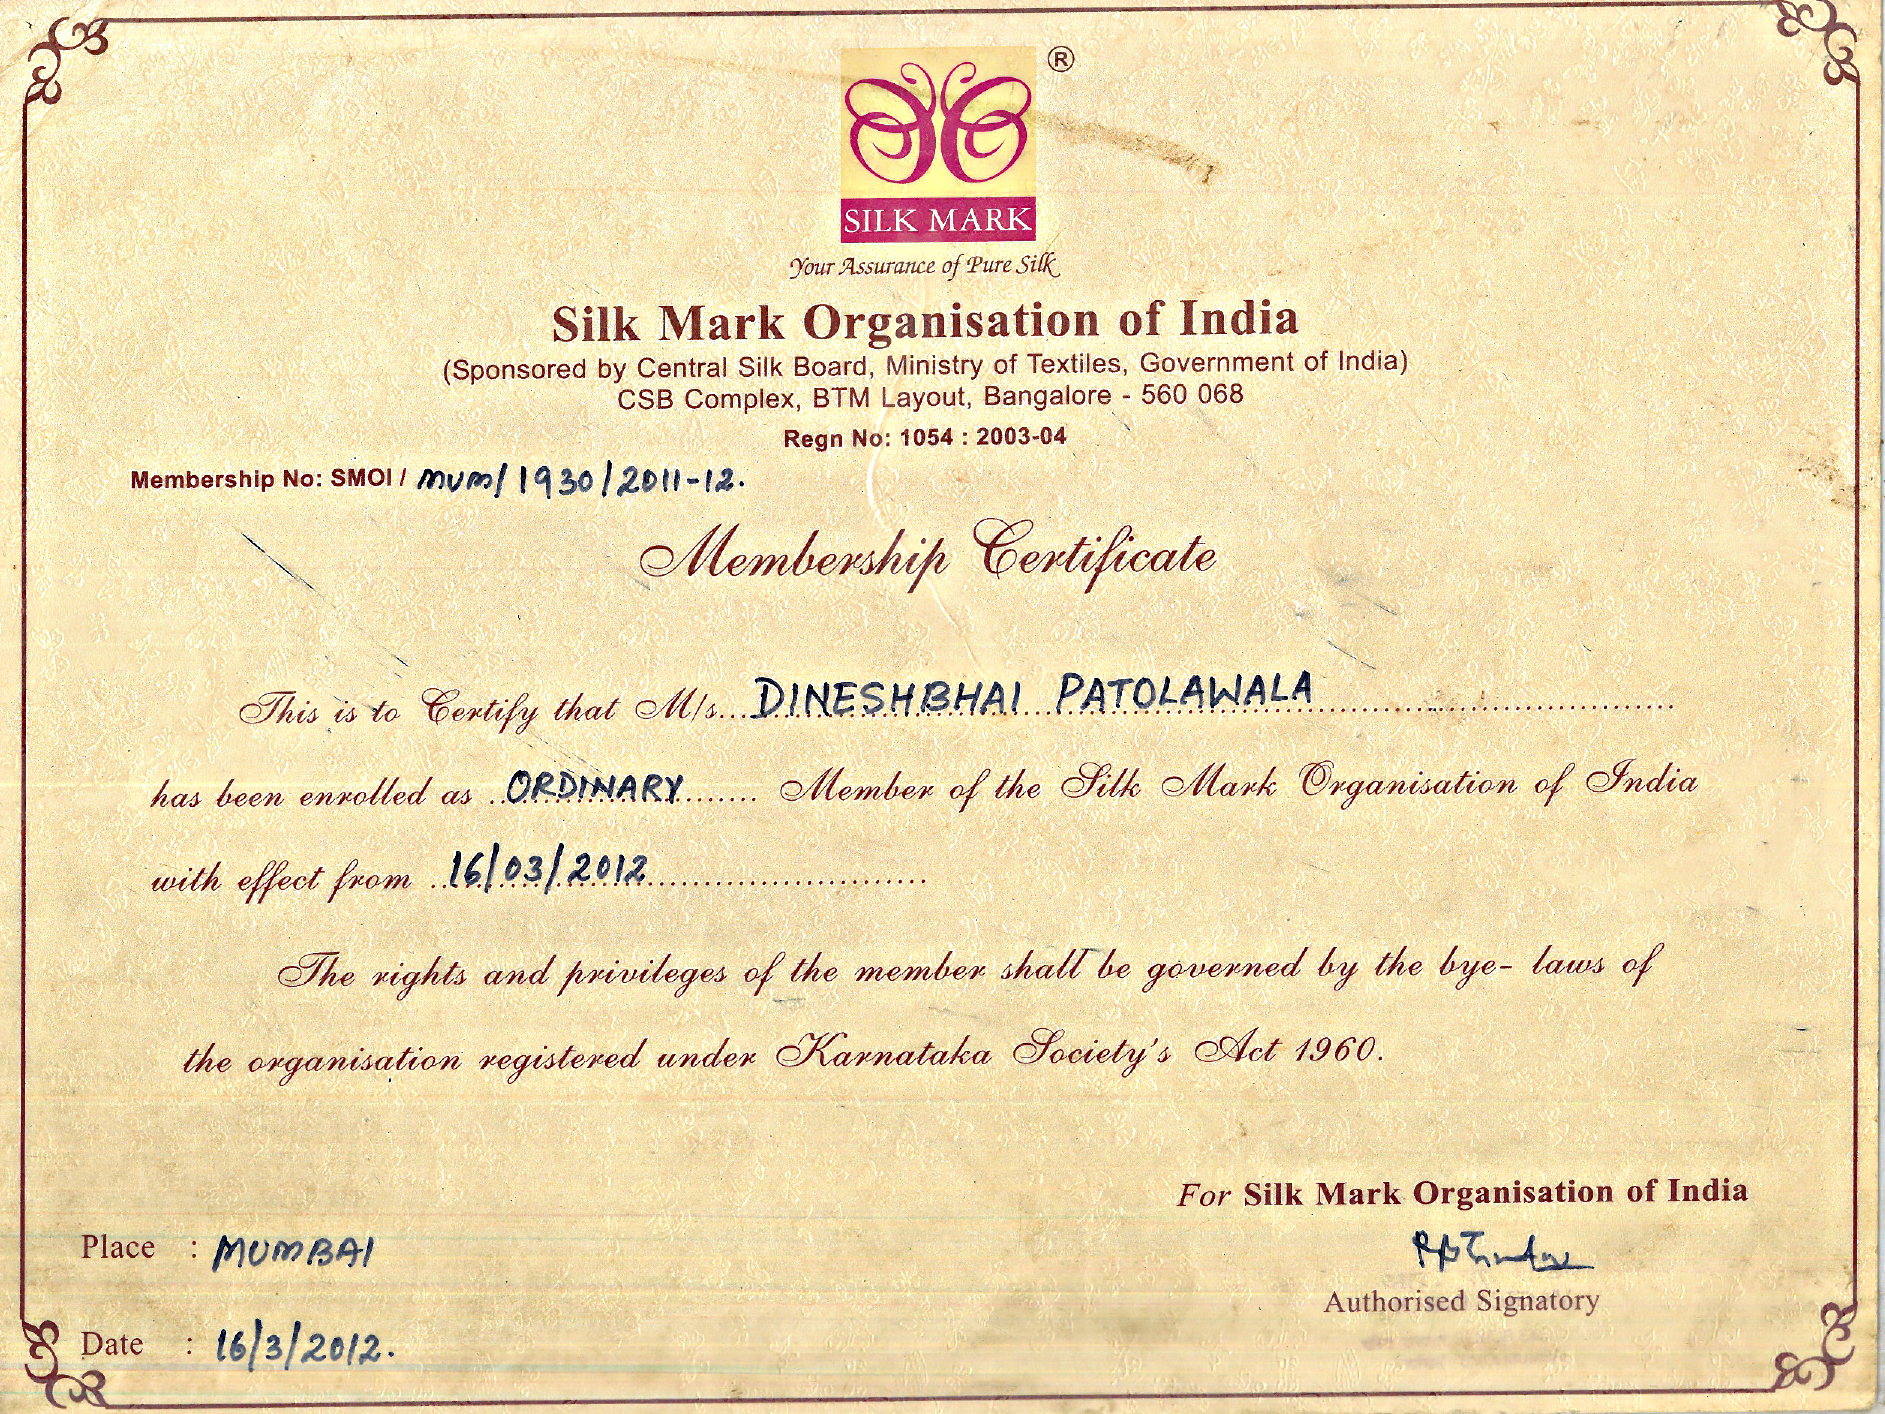 ®
SILK MARK
Your Assurance of Pure Silk
Silk Mark Organisation of India
(Sponsored by Central Silk Board, Ministry of Textiles, Government of India)
CSB Complex, BTM Layout, Bangalore - 560 068
Regn No: 1054 : 2003-04
Membership No: SMOI / MUM/1930/2011-12.
Membership Certificate
This is to Certify that M/s...DINESHBHAI PATOLAWALA
has been enrolled as ..ORDINARY....... Member of the Silk Mark Organisation of India
with effect from ..16/03/2012
The rights and privileges of the member shall be governed by the bye- laws of
the organisation registered under Karnataka Society's Act 1960.
For Silk Mark Organisation of India
Place : MUMBAI
Authorised Signatory
Date : 16/3/2012.